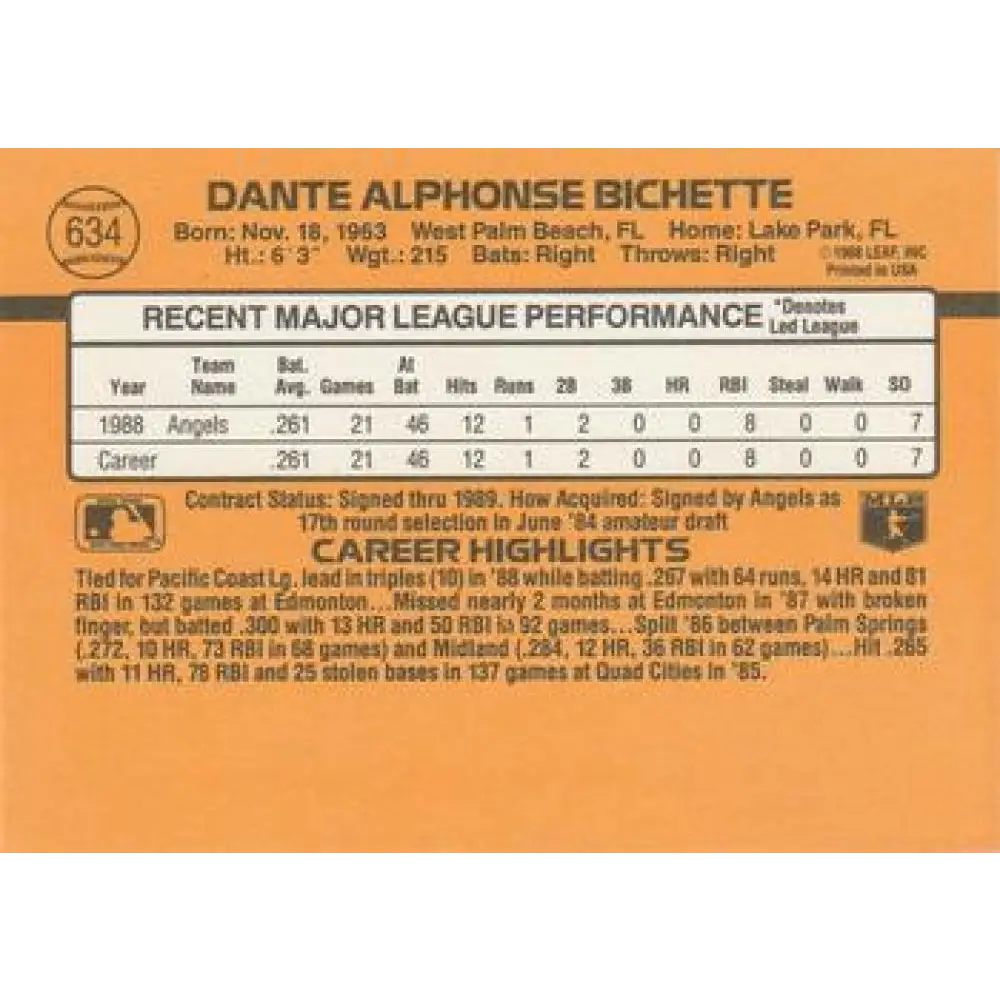 634
DANTE ALPHONSE BICHETTE
Born: Nov. 18, 1963 West Palm Beach, FL Home: Lake Park, FL
Ht.: 6'3" Wgt.: 215 Bats: Right Throws: Right
© 1988 LEAF, INC
Printed in USA
RECENT MAJOR LEAGUE PERFORMANCE *Denotes Led League
Year Team Name Bat. Avg. Games At Bat Hits Runs 2B 3B HR RBI Steal Walk SO
1988 Angels .261 21 46 12 1 2 0 0 8 0 0 7
Career .261 21 46 12 1 2 0 0 8 0 0 7
Contract Status: Signed thru 1989. How Acquired: Signed by Angels as
17th round selection in June '84 amateur draft
MLB
CAREER HIGHLIGHTS
Tied for Pacific Coast Lg. lead in triples (10) in '88 while batting .267 with 64 runs, 14 HR and 81
RBI in 132 games at Edmonton...Missed nearly 2 months at Edmonton in '87 with broken
finger, but batted .300 with 13 HR and 50 RBI in 92 games...Split '86 between Palm Springs
(.272, 10 HR, 73 RBI in 68 games) and Midland (.284, 12 HR, 36 RBI in 62 games)...Hit .265
with 11 HR, 78 RBI and 25 stolen bases in 137 games at Quad Cities in '85.